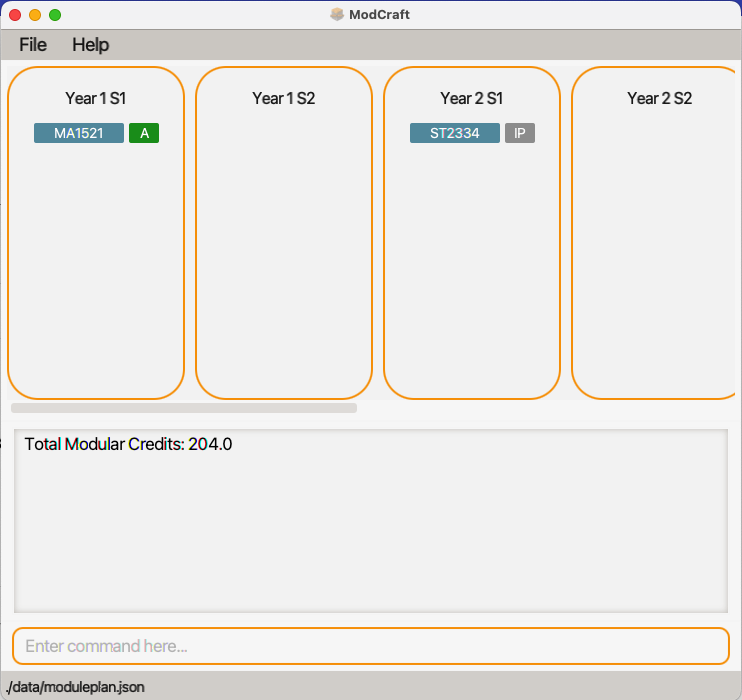 ModCraft
File Help
Year 1 S1 Year 1 S2 Year 2 S1 Year 2 S2
MA1521 A ST2334 IP
Total Modular Credits: 204.0
Enter command here...
./data/moduleplan.json